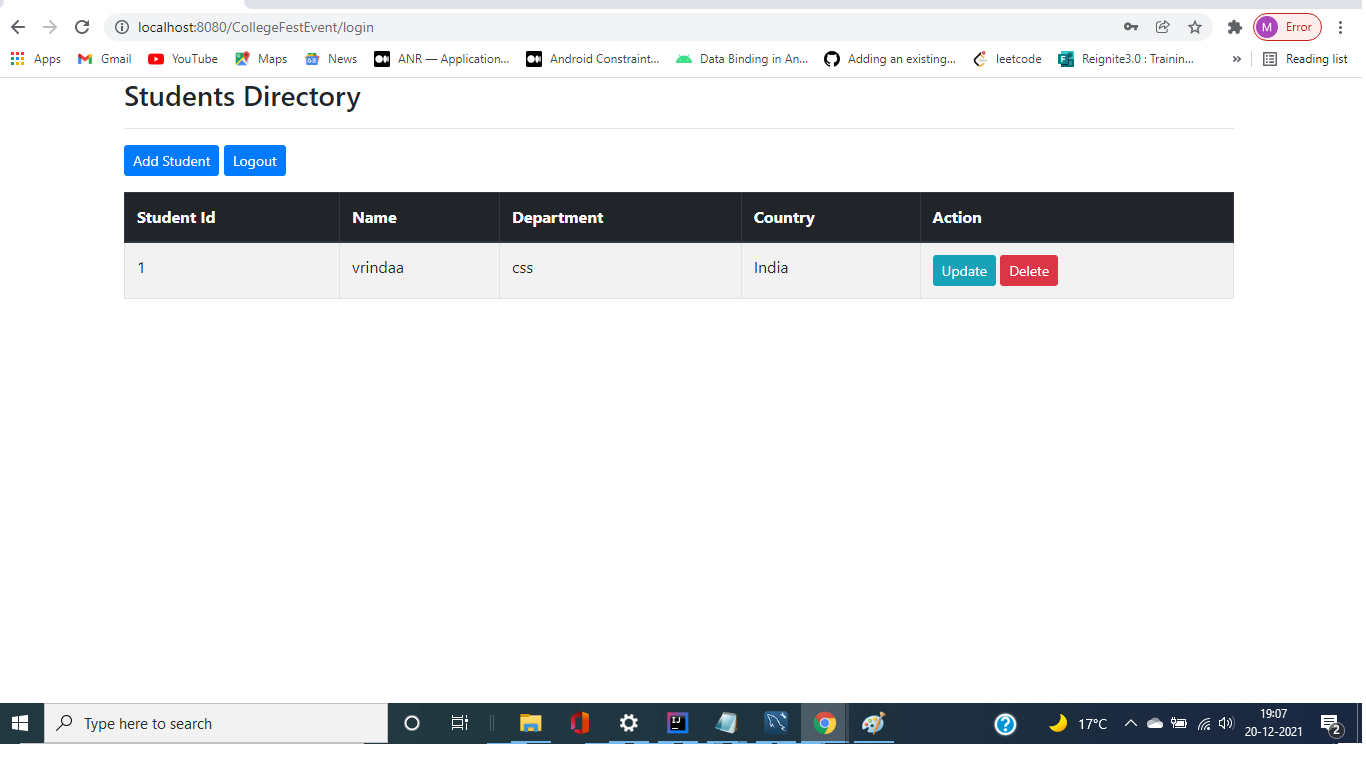 localhost:8080/CollegeFestEvent/login
M Error
Apps Gmail YouTube Maps News ANR — Application... Android Constraint... Data Binding in An... Adding an existing... leetcode Reignite3.0 : Trainin... » Reading list
Students Directory
Add Student Logout
Student Id Name Department Country Action
1 vrindaa css India Update Delete
Type here to search
17°C
19:07
20-12-2021
2